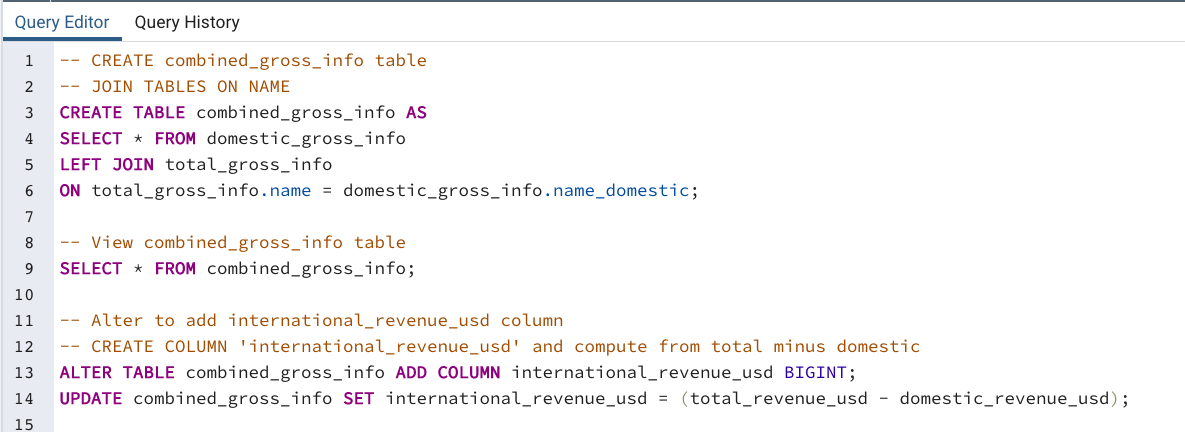 Query Editor Query History
1 -- CREATE combined_gross_info table
2 -- JOIN TABLES ON NAME
3 CREATE TABLE combined_gross_info AS
4 SELECT * FROM domestic_gross_info
5 LEFT JOIN total_gross_info
6 ON total_gross_info.name = domestic_gross_info.name_domestic;
7
8 -- View combined_gross_info table
9 SELECT * FROM combined_gross_info;
10
11 -- Alter to add international_revenue_usd column
12 -- CREATE COLUMN 'international_revenue_usd' and compute from total minus domestic
13 ALTER TABLE combined_gross_info ADD COLUMN international_revenue_usd BIGINT;
14 UPDATE combined_gross_info SET international_revenue_usd = (total_revenue_usd - domestic_revenue_usd);
15